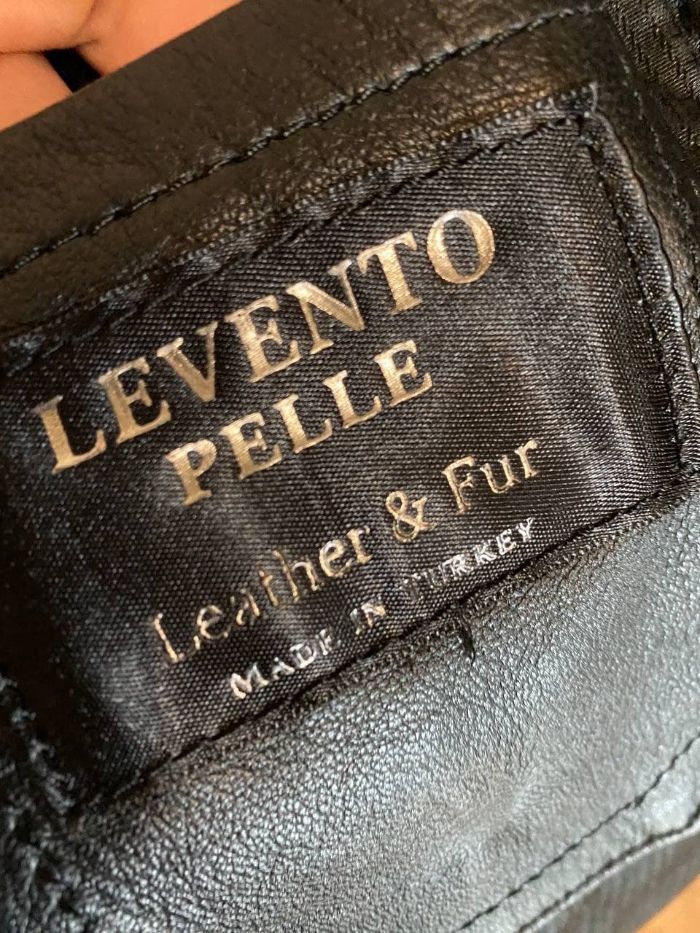 LEVENTO
PELLE
Leather & Fur
MADE IN TURKEY